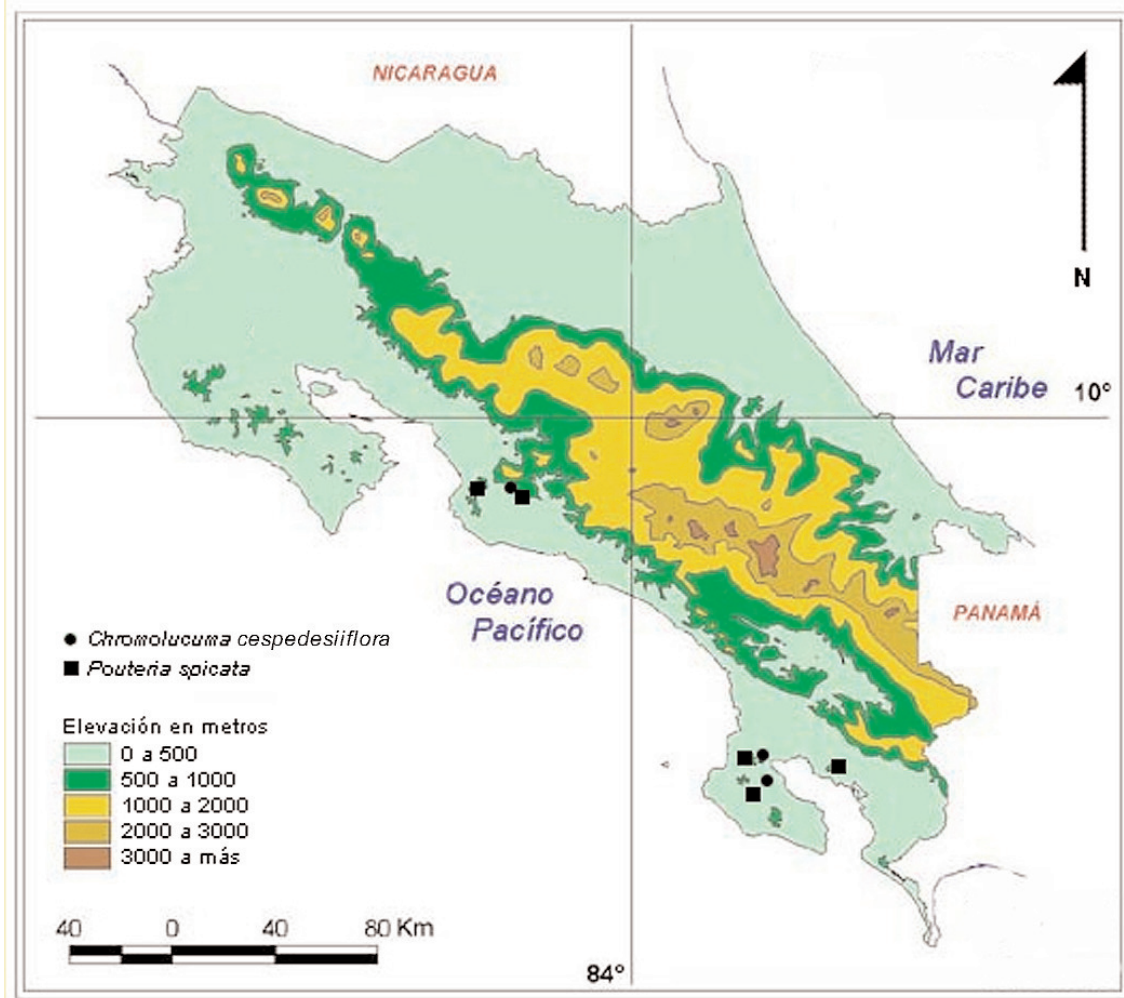 NICARAGUA
N
Mar
Caribe
10°
Océano
Pacífico
PANAMÁ
Chromolucuma cespedesiiflora
Pouteria spicata
Elevación en metros
0 a 500
500 a 1000
1000 a 2000
2000 a 3000
3000 a más
40 0 40 80 Km
84°